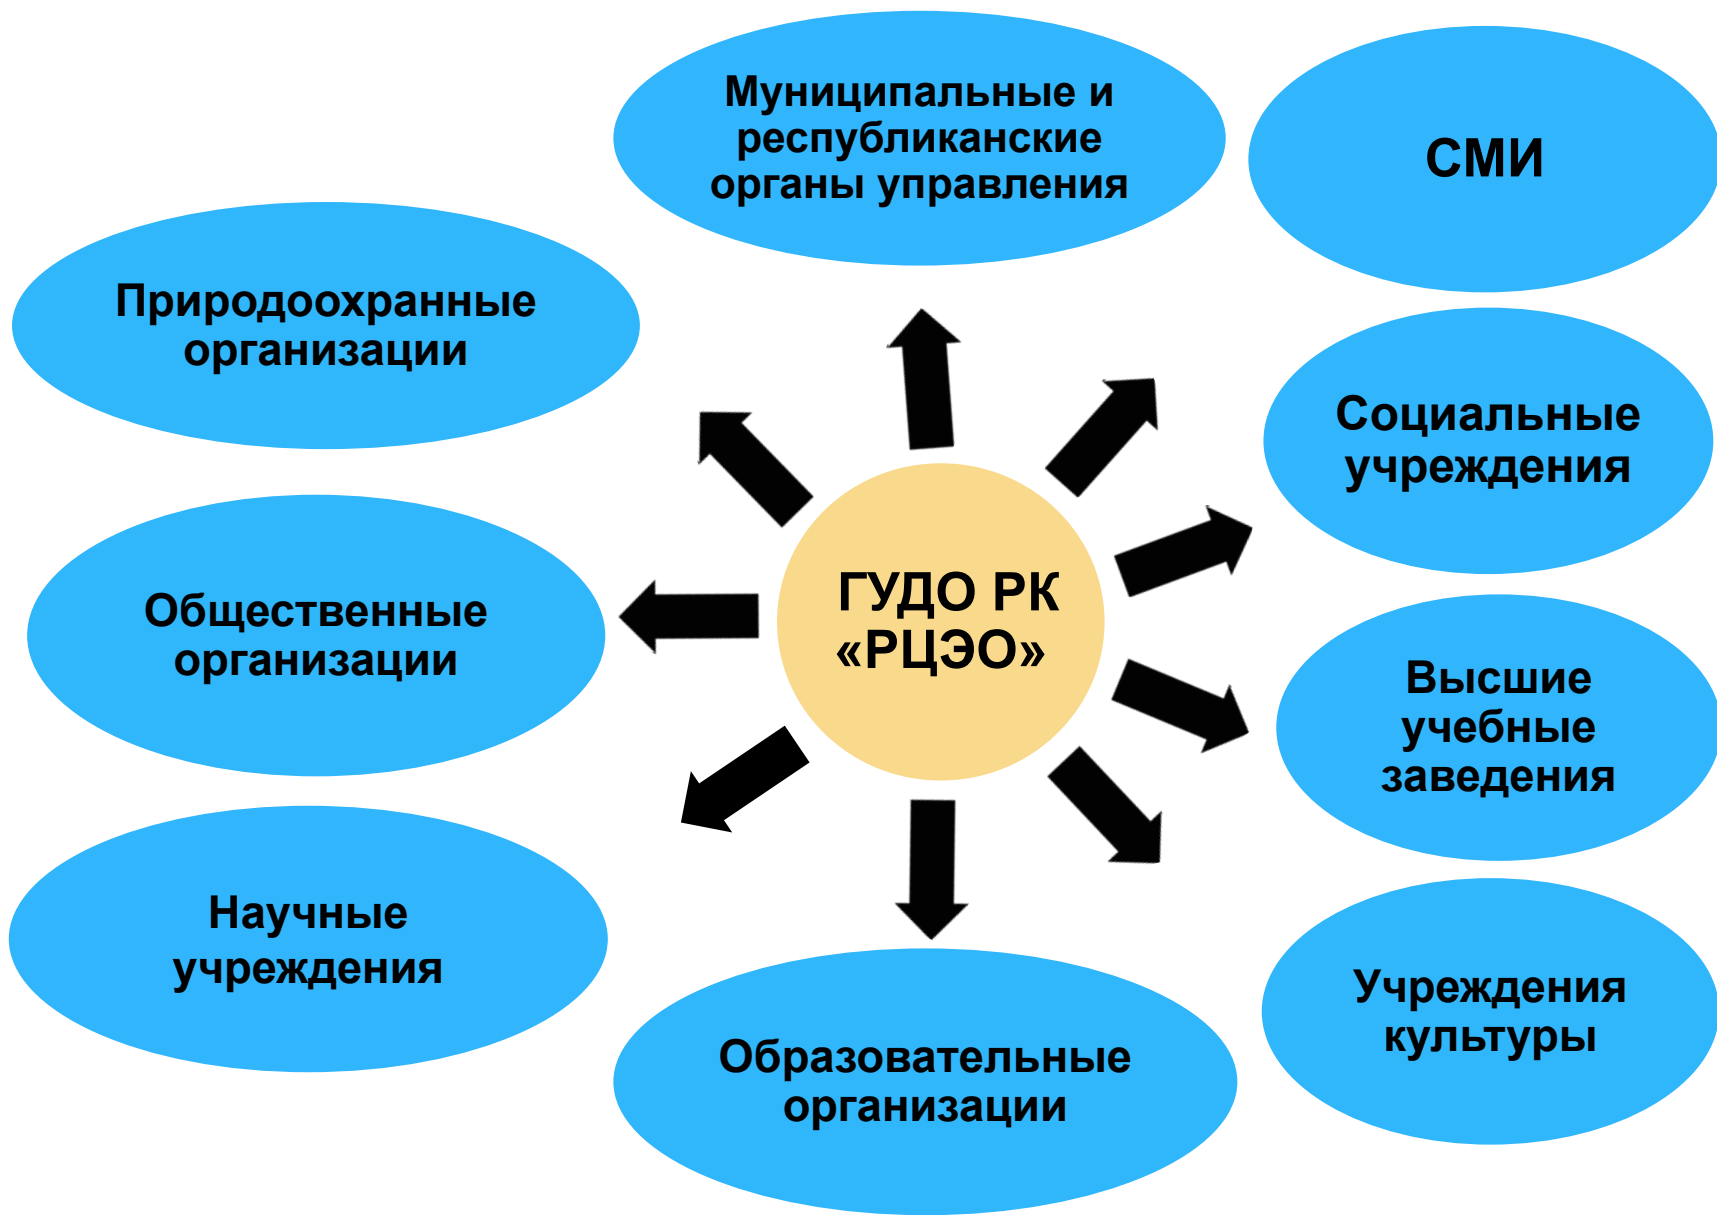 Муниципальные и
республиканские
органы управления
СМИ
Природоохранные
организации
Социальные
учреждения
Общественные
организации
ГУДО РК
«РЦЭО»
Высшие
учебные
заведения
Научные
учреждения
Образовательные
организации
Учреждения
культуры